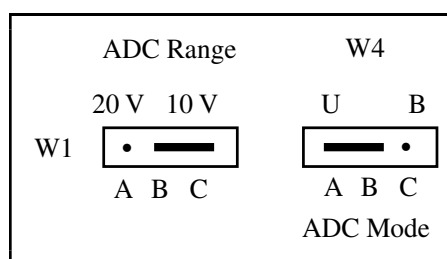 ADC Range W4
20 V 10 V U B
W1
A B C A B C
ADC Mode